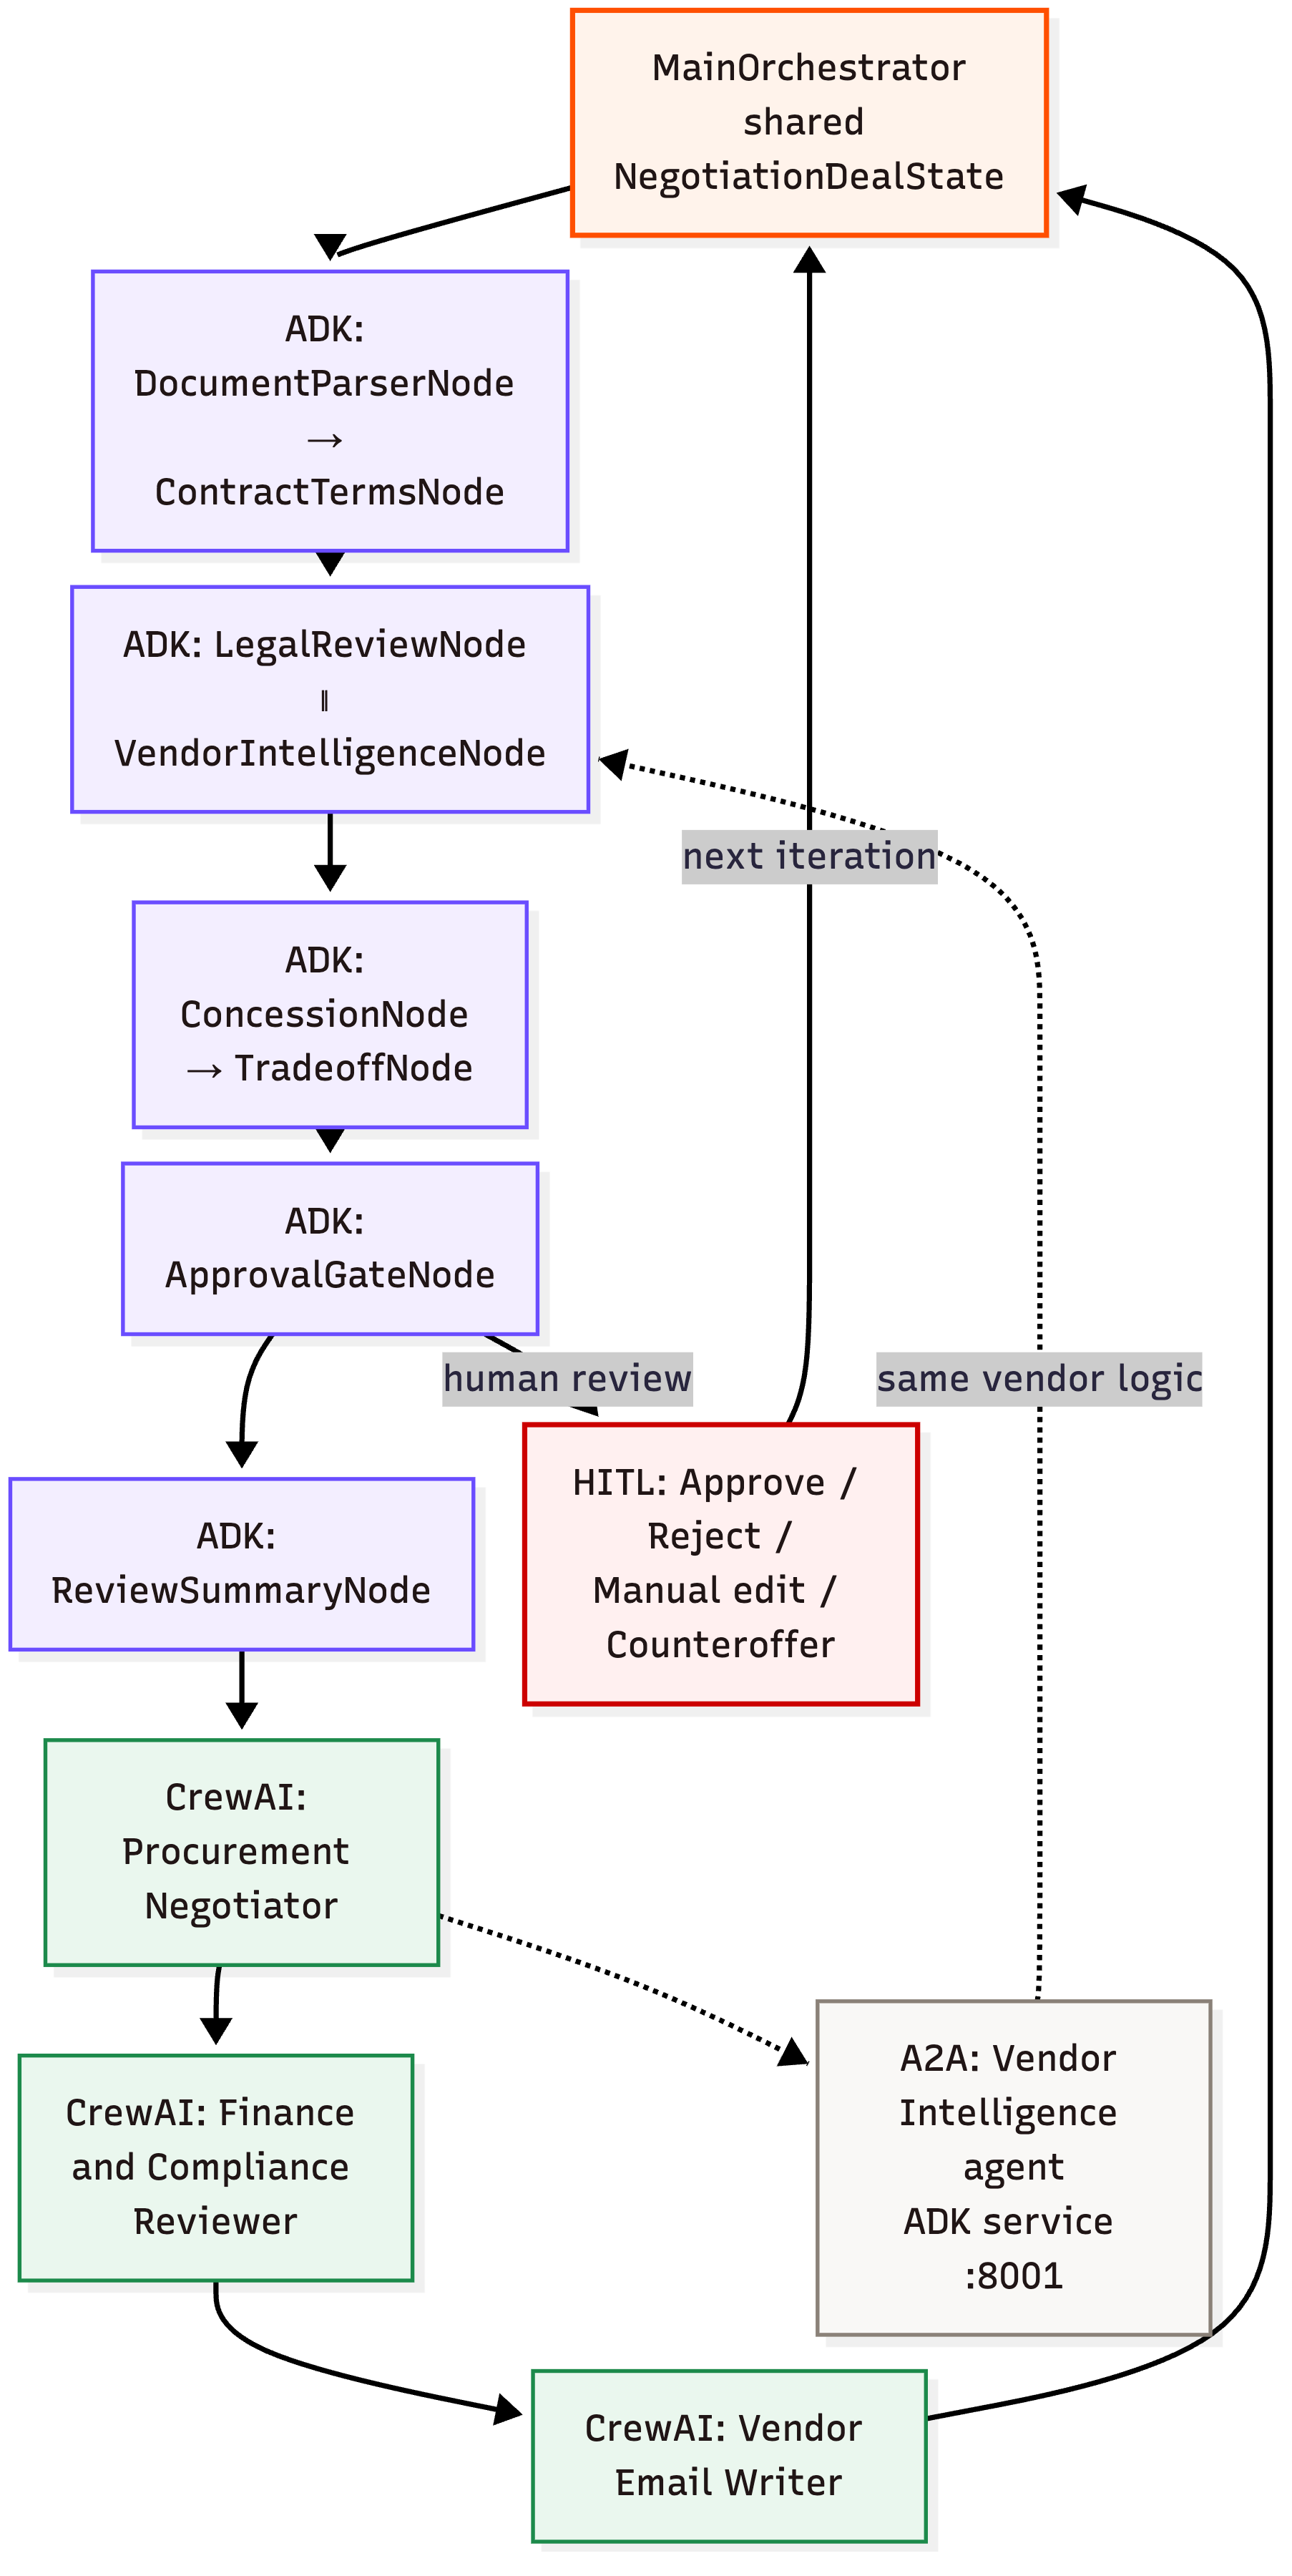 MainOrchestrator
shared
NegotiationDealState
ADK:
DocumentParserNode
→
ContractTermsNode
ADK: LegalReviewNode
∥
VendorIntelligenceNode
next iteration
ADK:
ConcessionNode
→ TradeoffNode
ADK:
ApprovalGateNode
human review
same vendor logic
HITL: Approve /
Reject /
Manual edit /
Counteroffer
ADK:
ReviewSummaryNode
CrewAI:
Procurement
Negotiator
A2A: Vendor
Intelligence
agent
ADK service
:8001
CrewAI: Finance
and Compliance
Reviewer
CrewAI: Vendor
Email Writer